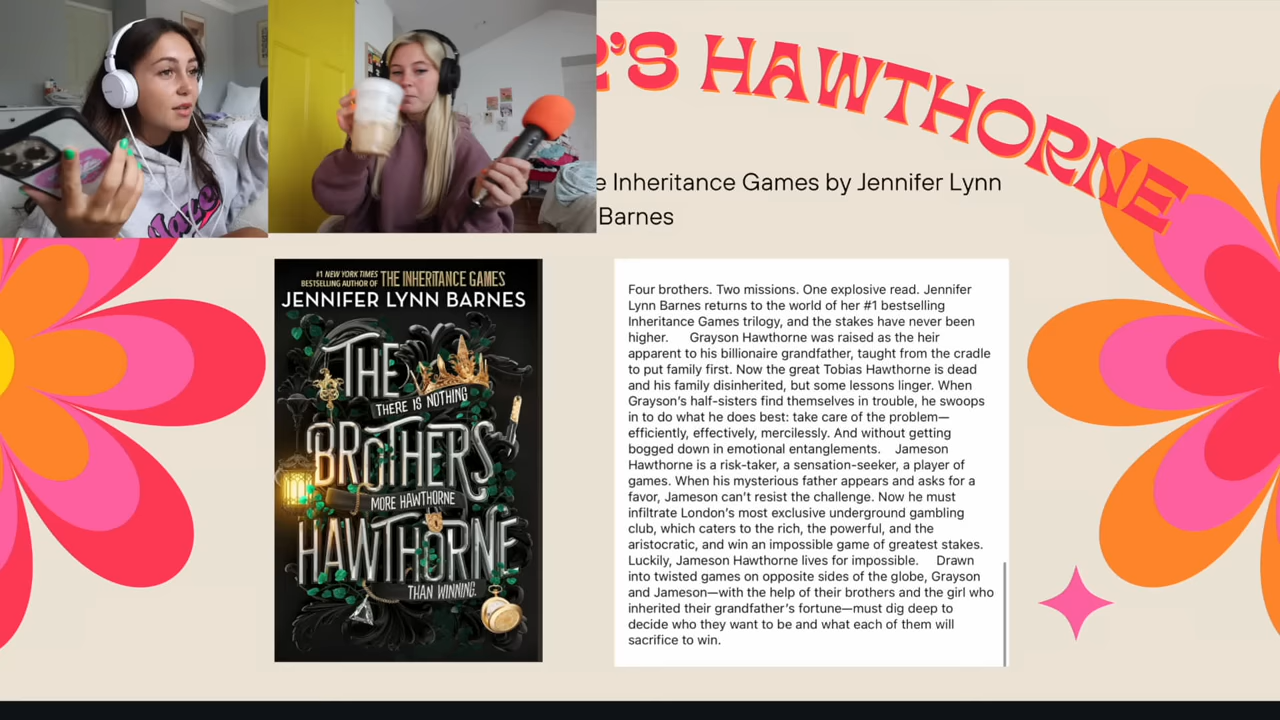 R'S HAWTHORNE
e Inheritance Games by Jennifer Lynn
Barnes
#1 NEW YORK TIMES
BESTSELLING AUTHOR OF THE INHERITANCE GAMES
JENNIFER LYNN BARNES
THE
THERE IS NOTHING
BROTHERS
MORE HAWTHORNE
HAWTHORNE
THAN WINNING.
Four brothers. Two missions. One explosive read. Jennifer
Lynn Barnes returns to the world of her #1 bestselling
Inheritance Games trilogy, and the stakes have never been
higher. Grayson Hawthorne was raised as the heir
apparent to his billionaire grandfather, taught from the cradle
to put family first. Now the great Tobias Hawthorne is dead
and his family disinherited, but some lessons linger. When
Grayson's half-sisters find themselves in trouble, he swoops
in to do what he does best: take care of the problem—
efficiently, effectively, mercilessly. And without getting
bogged down in emotional entanglements. Jameson
Hawthorne is a risk-taker, a sensation-seeker, a player of
games. When his mysterious father appears and asks for a
favor, Jameson can't resist the challenge. Now he must
infiltrate London's most exclusive underground gambling
club, which caters to the rich, the powerful, and the
aristocratic, and win an impossible game of greatest stakes.
Luckily, Jameson Hawthorne lives for impossible. Drawn
into twisted games on opposite sides of the globe, Grayson
and Jameson—with the help of their brothers and the girl who
inherited their grandfather's fortune—must dig deep to
decide who they want to be and what each of them will
sacrifice to win.